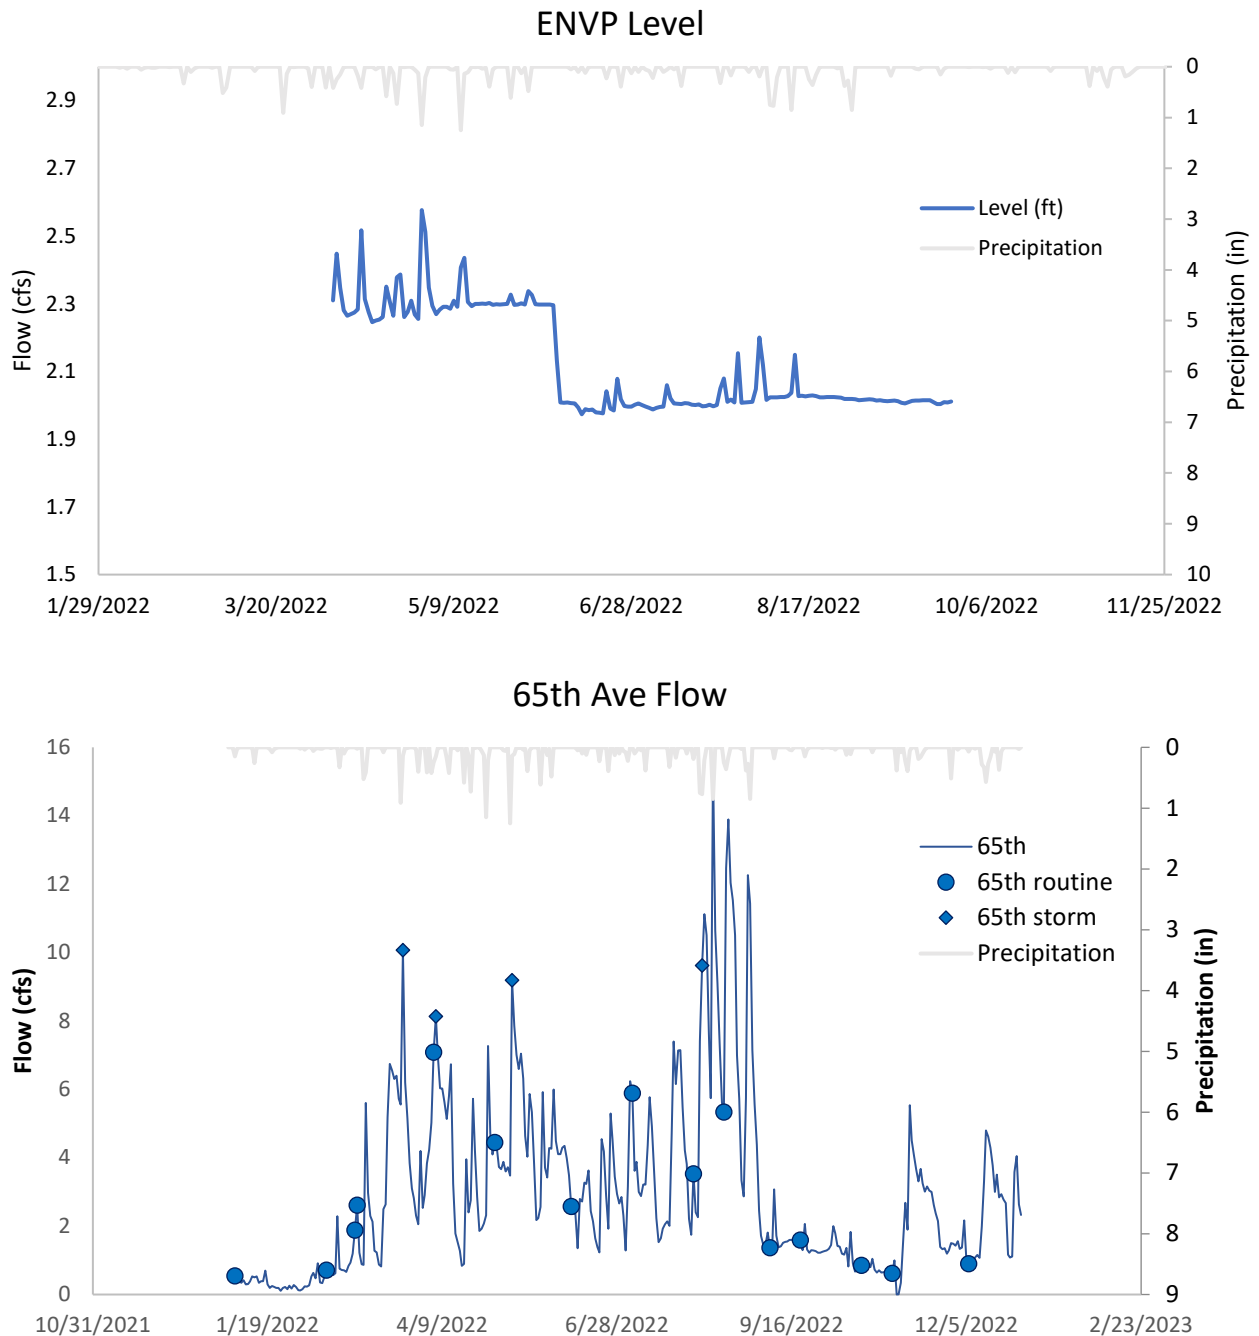 ENVP Level
0
2.9
1
2.7
2
2.5
Level (ft)
3
Precipitation
4
2.3
5
2.1
6
1.9
7
8
1.7
9
1.5
10
Flow (cfs)
Precipitation (in)
1/29/2022 3/20/2022 5/9/2022 6/28/2022 8/17/2022 10/6/2022 11/25/2022
65th Ave Flow
16 0
14 1
12 2
65th
65th routine
65th storm
Precipitation
10 3
8 4
5
6 6
4 7
2 8
0 9
Flow (cfs)
Precipitation (in)
10/31/2021 1/19/2022 4/9/2022 6/28/2022 9/16/2022 12/5/2022 2/23/2023